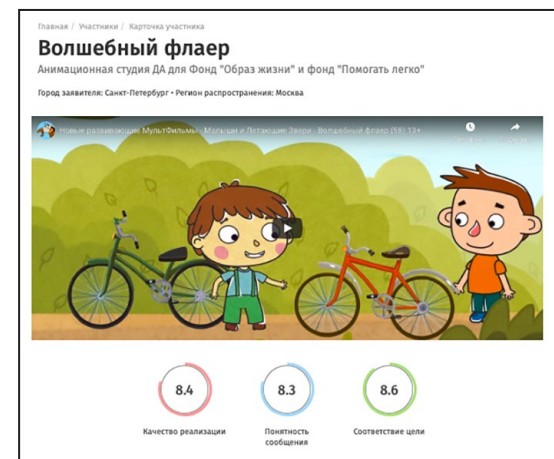 Главная / Участники / Карточка участника
Волшебный флаер
Анимационная студия ДА для Фонд "Образ жизни" и фонд "Помогать легко"
Город заявителя: Санкт-Петербург • Регион распространения: Москва
Новые развивающие МультФильмы - Малыши и Летающие Звери - Волшебный флаер (58) 13+
8.4
8.3
8.6
Качество реализации
Понятность
сообщения
Соответствие цели